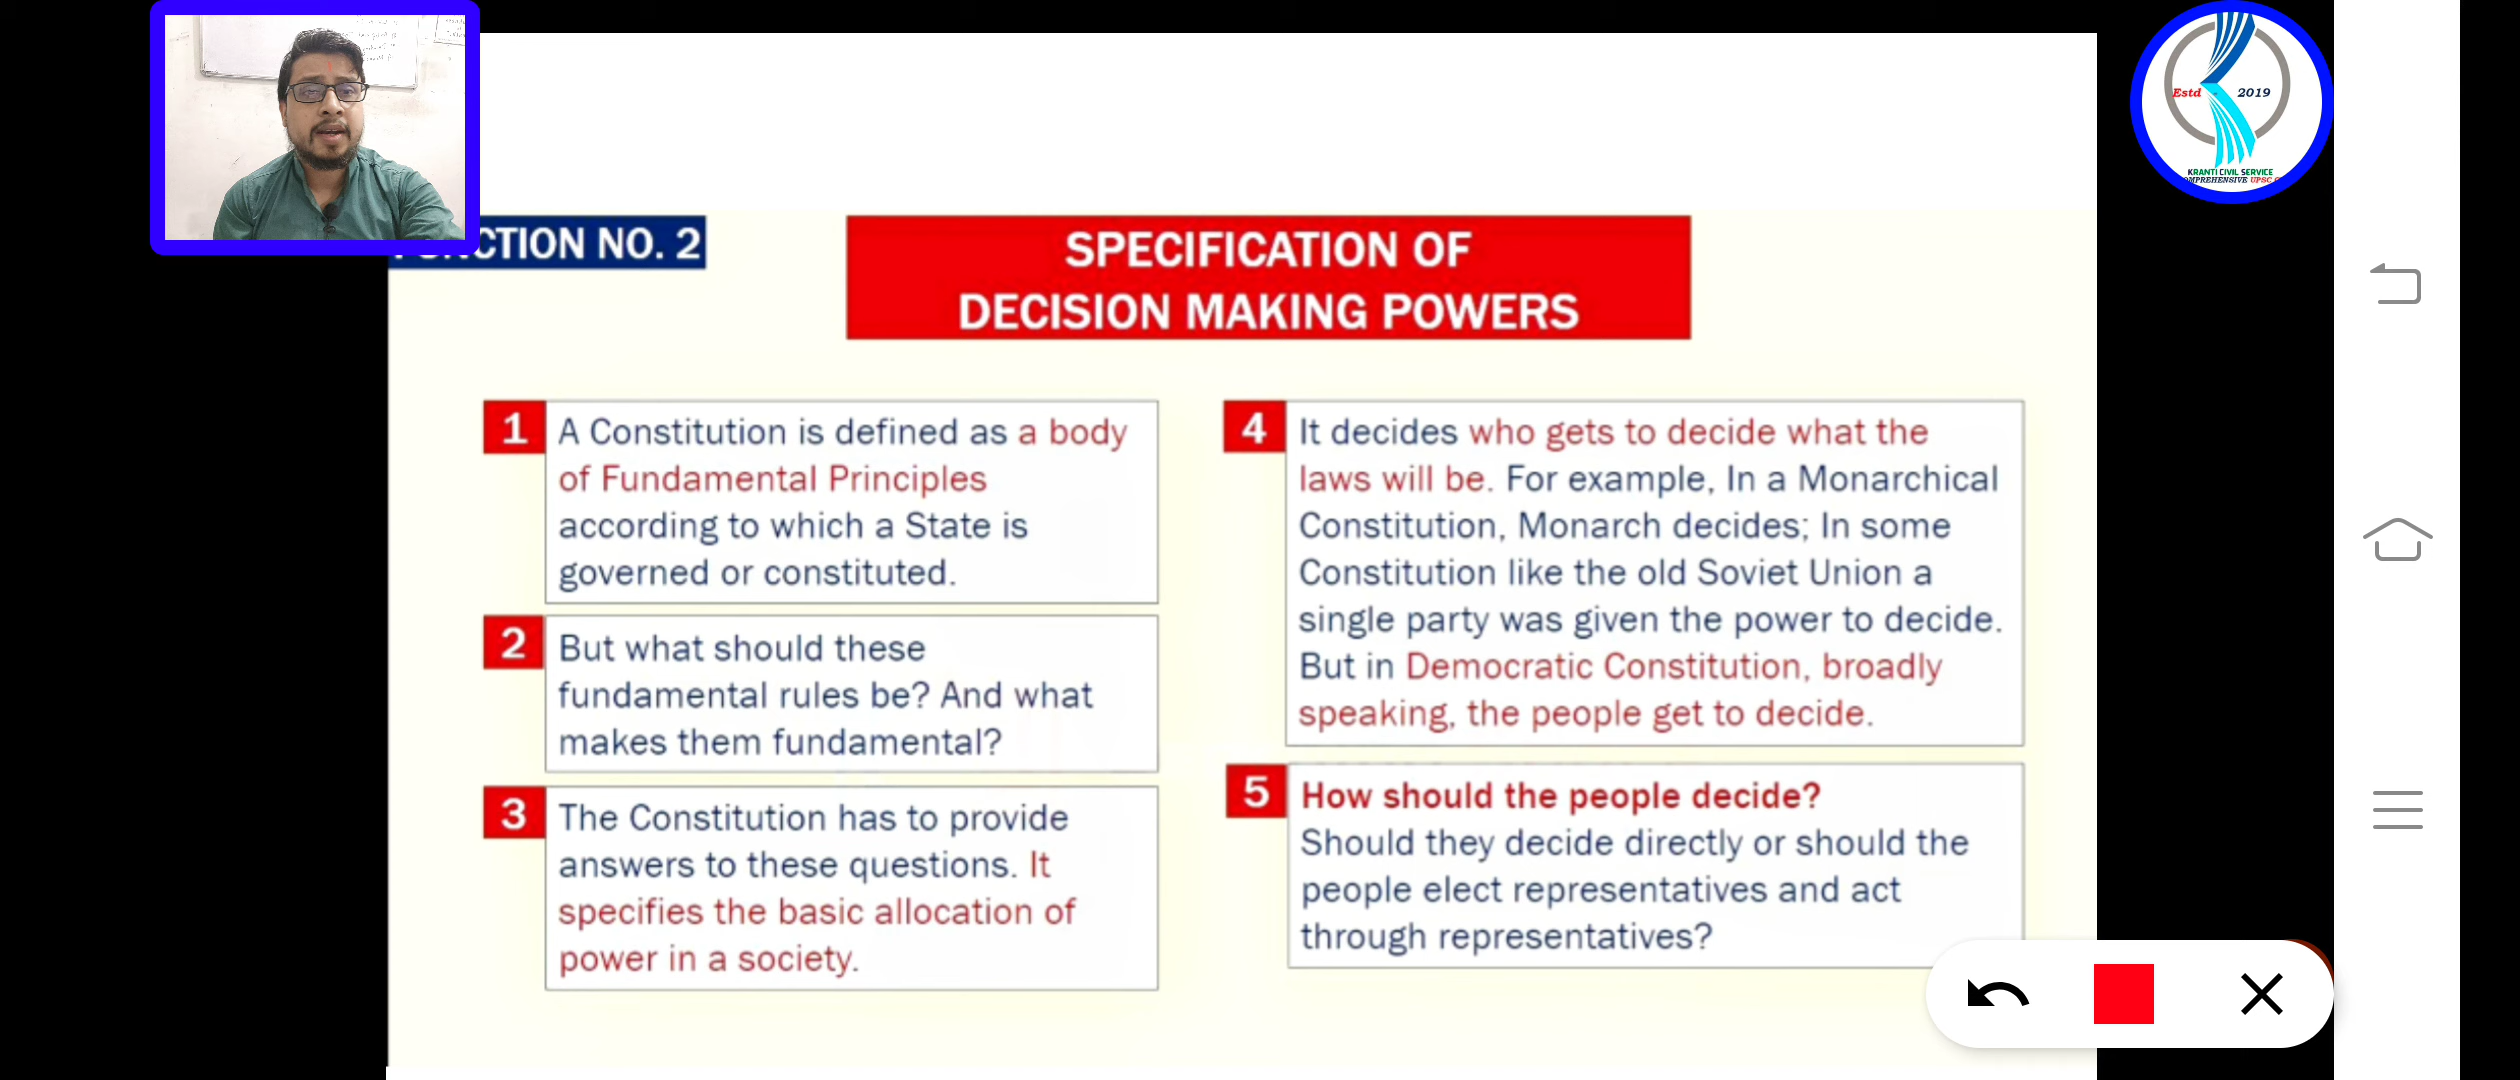 CTION NO. 2
SPECIFICATION OF
DECISION MAKING POWERS
1
A Constitution is defined as a body
of Fundamental Principles
according to which a State is
governed or constituted.
2
But what should these
fundamental rules be? And what
makes them fundamental?
3
The Constitution has to provide
answers to these questions. It
specifies the basic allocation of
power in a society.
4
It decides who gets to decide what the
laws will be. For example, In a Monarchical
Constitution, Monarch decides; In some
Constitution like the old Soviet Union a
single party was given the power to decide.
But in Democratic Constitution, broadly
speaking, the people get to decide.
5
How should the people decide?
Should they decide directly or should the
people elect representatives and act
through representatives?
Estd - 2019
KRANTI CIVIL SERVICE
OMPREHENSIVE UPSC